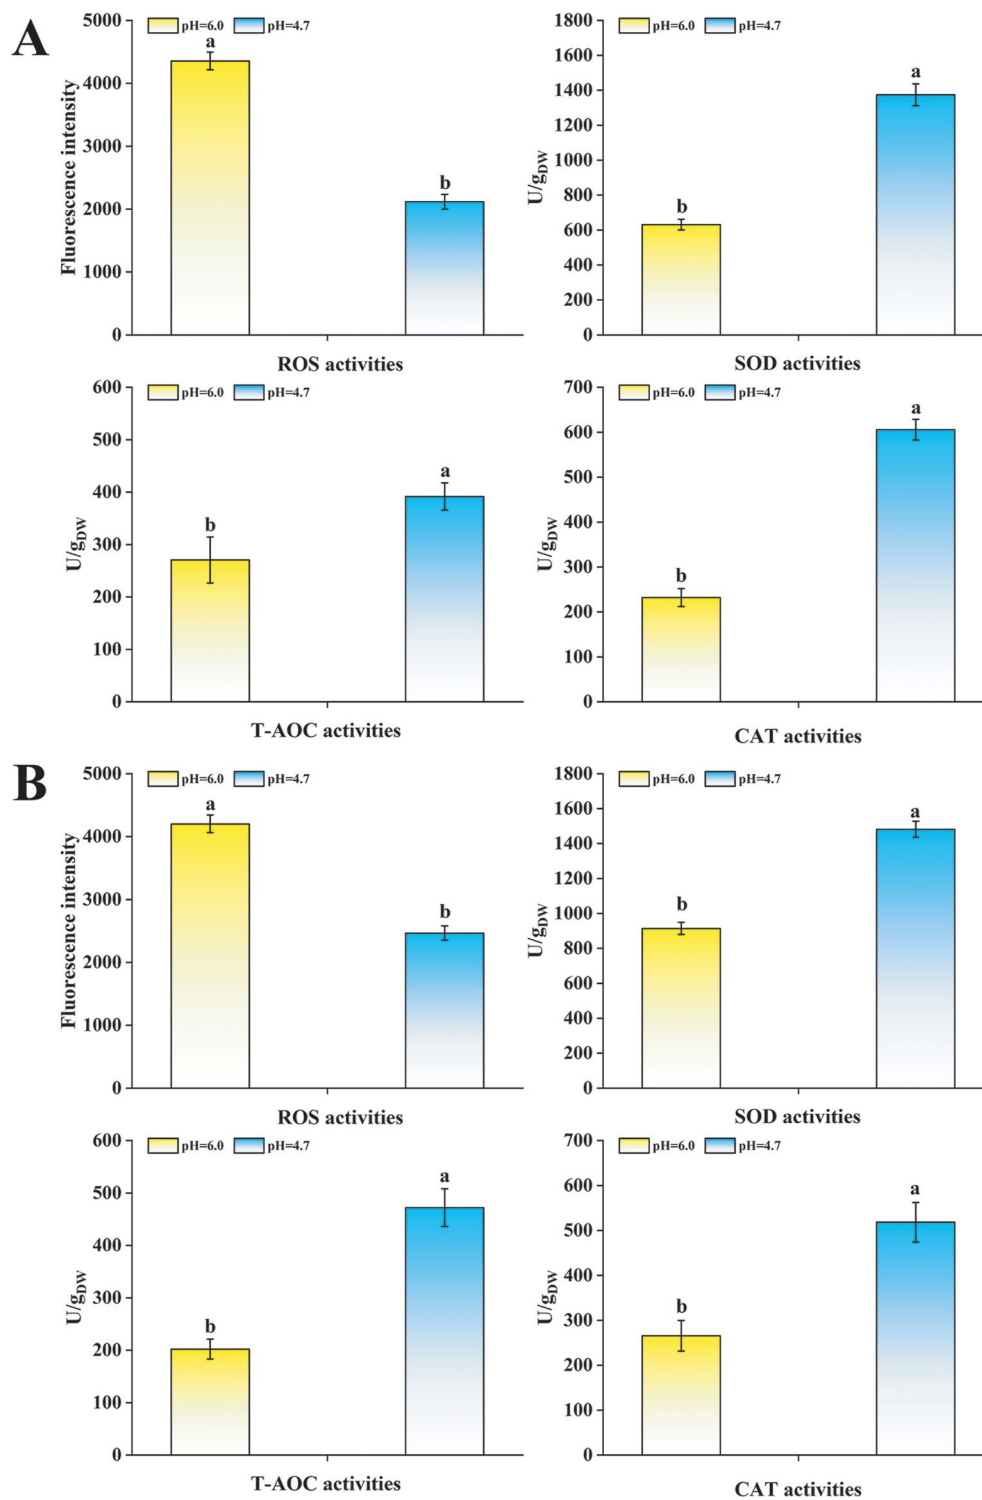 A
pH=6.0 pH=4.7
5000
4000
3000
2000
1000
0
Fluorescence intensity
a
b
ROS activities
pH=6.0 pH=4.7
1800
1600
1400
1200
1000
800
600
400
200
0
U/gDW
b
a
SOD activities
pH=6.0 pH=4.7
600
500
400
300
200
100
0
U/gDW
b
a
T-AOC activities
pH=6.0 pH=4.7
700
600
500
400
300
200
100
0
U/gDW
b
a
CAT activities
B
pH=6.0 pH=4.7
5000
4000
3000
2000
1000
0
Fluorescence intensity
a
b
ROS activities
pH=6.0 pH=4.7
1800
1600
1400
1200
1000
800
600
400
200
0
U/gDW
b
a
SOD activities
pH=6.0 pH=4.7
600
500
400
300
200
100
0
U/gDW
b
a
T-AOC activities
pH=6.0 pH=4.7
700
600
500
400
300
200
100
0
U/gDW
b
a
CAT activities